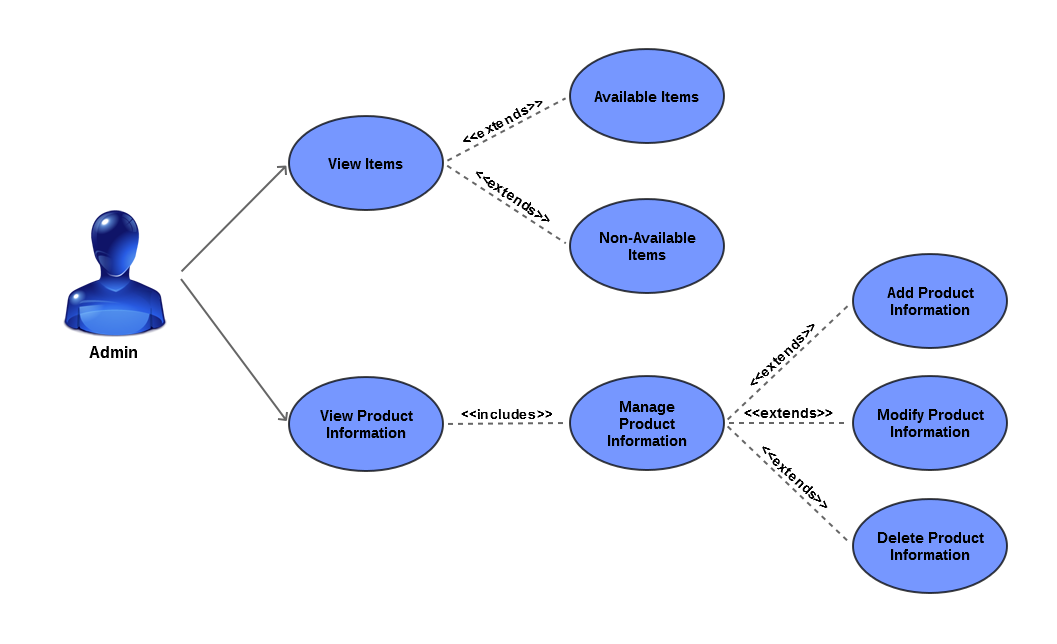 Available Items
<<extends>>
View Items
<<extends>>
Non-Available
Items
Admin
Add Product
Information
<<extends>>
View Product
Information
<<includes>>
Manage
Product
Information
<<extends>>
Modify Product
Information
<<extends>>
Delete Product
Information